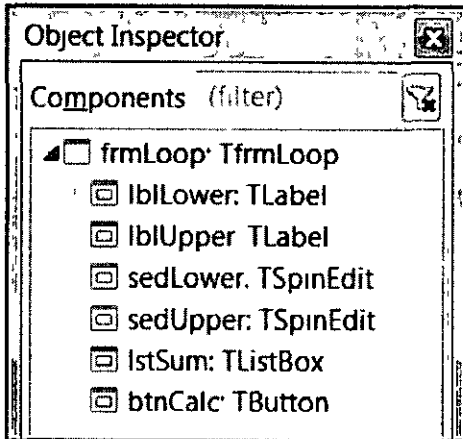 Object Inspector
Components (filter)
frmLoop: TfrmLoop
lblLower: TLabel
lblUpper TLabel
sedLower. TSpinEdit
sedUpper: TSpinEdit
lstSum: TListBox
btnCalc: TButton